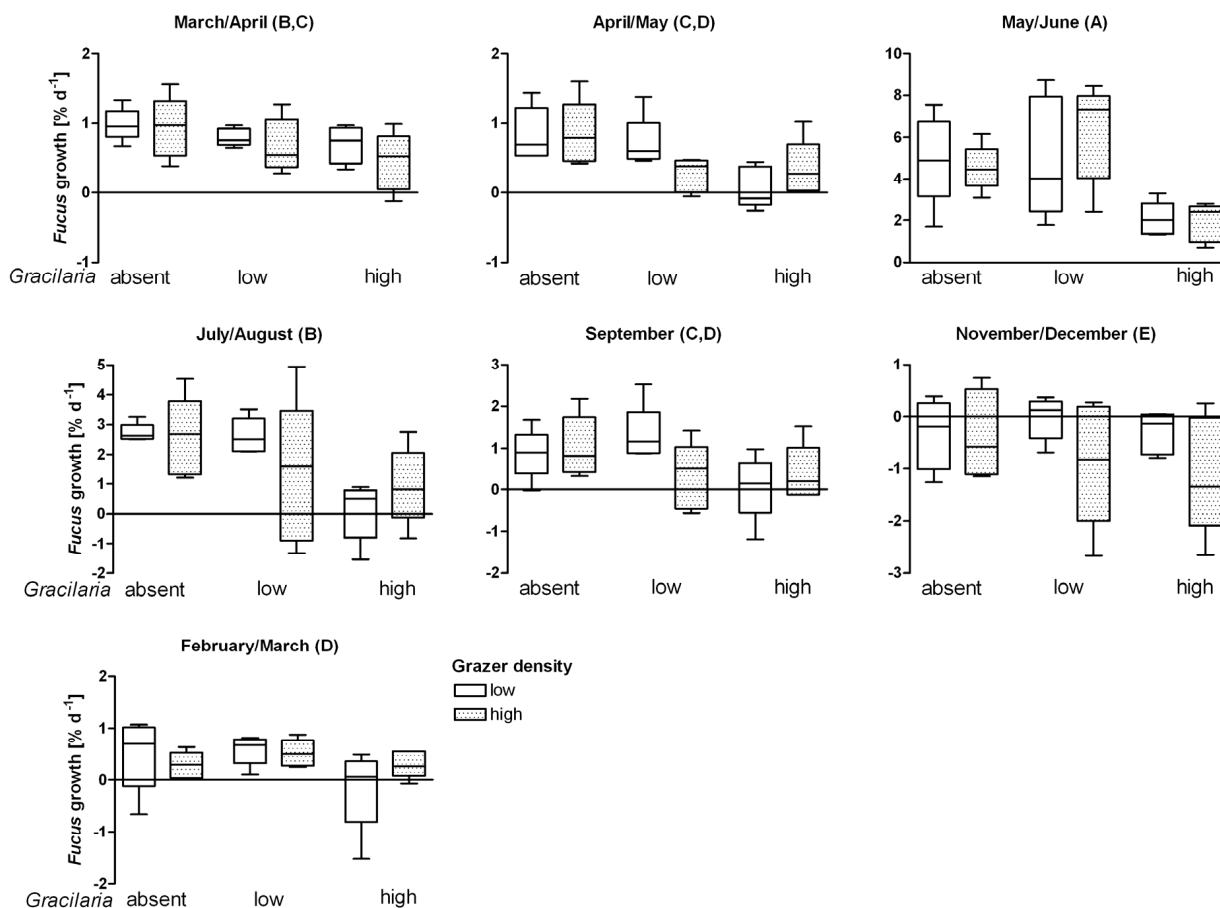 March/April (B,C)
April/May (C,D)
May/June (A)
Fucus growth [% d-1]
2
1
0
1
2
1
0
-1
10
8
6
4
2
0
Gracilaria absent low high
absent low high
absent low high
July/August (B)
September (C,D)
November/December (E)
Fucus growth [% d-1]
5
4
3
2
1
0
-1
-2
3
2
1
0
-1
-2
1
0
-1
-2
-3
Gracilaria absent low high
absent low high
absent low high
February/March (D)
Fucus growth [% d-1]
2
1
0
-1
-2
Grazer density
low
high
Gracilaria absent low high